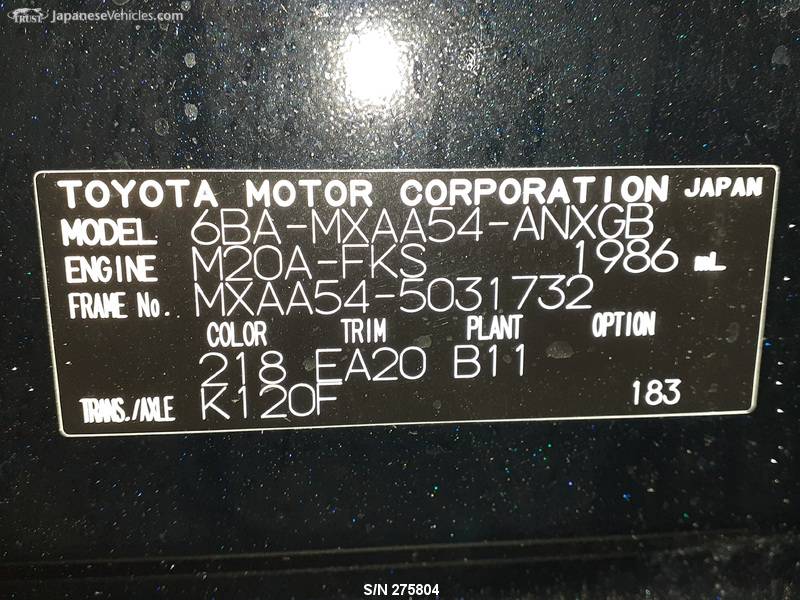 TRUST JapaneseVehicles.com
TOYOTA MOTOR CORPORATION JAPAN
MODEL 6BA-MXAA54-ANXGB
ENGINE M20A-FKS 1986 mL
FRAME No. MXAA54-5031732
COLOR TRIM PLANT OPTION
218 EA20 B11
TRANS./AXLE K120F 183
S/N 275804